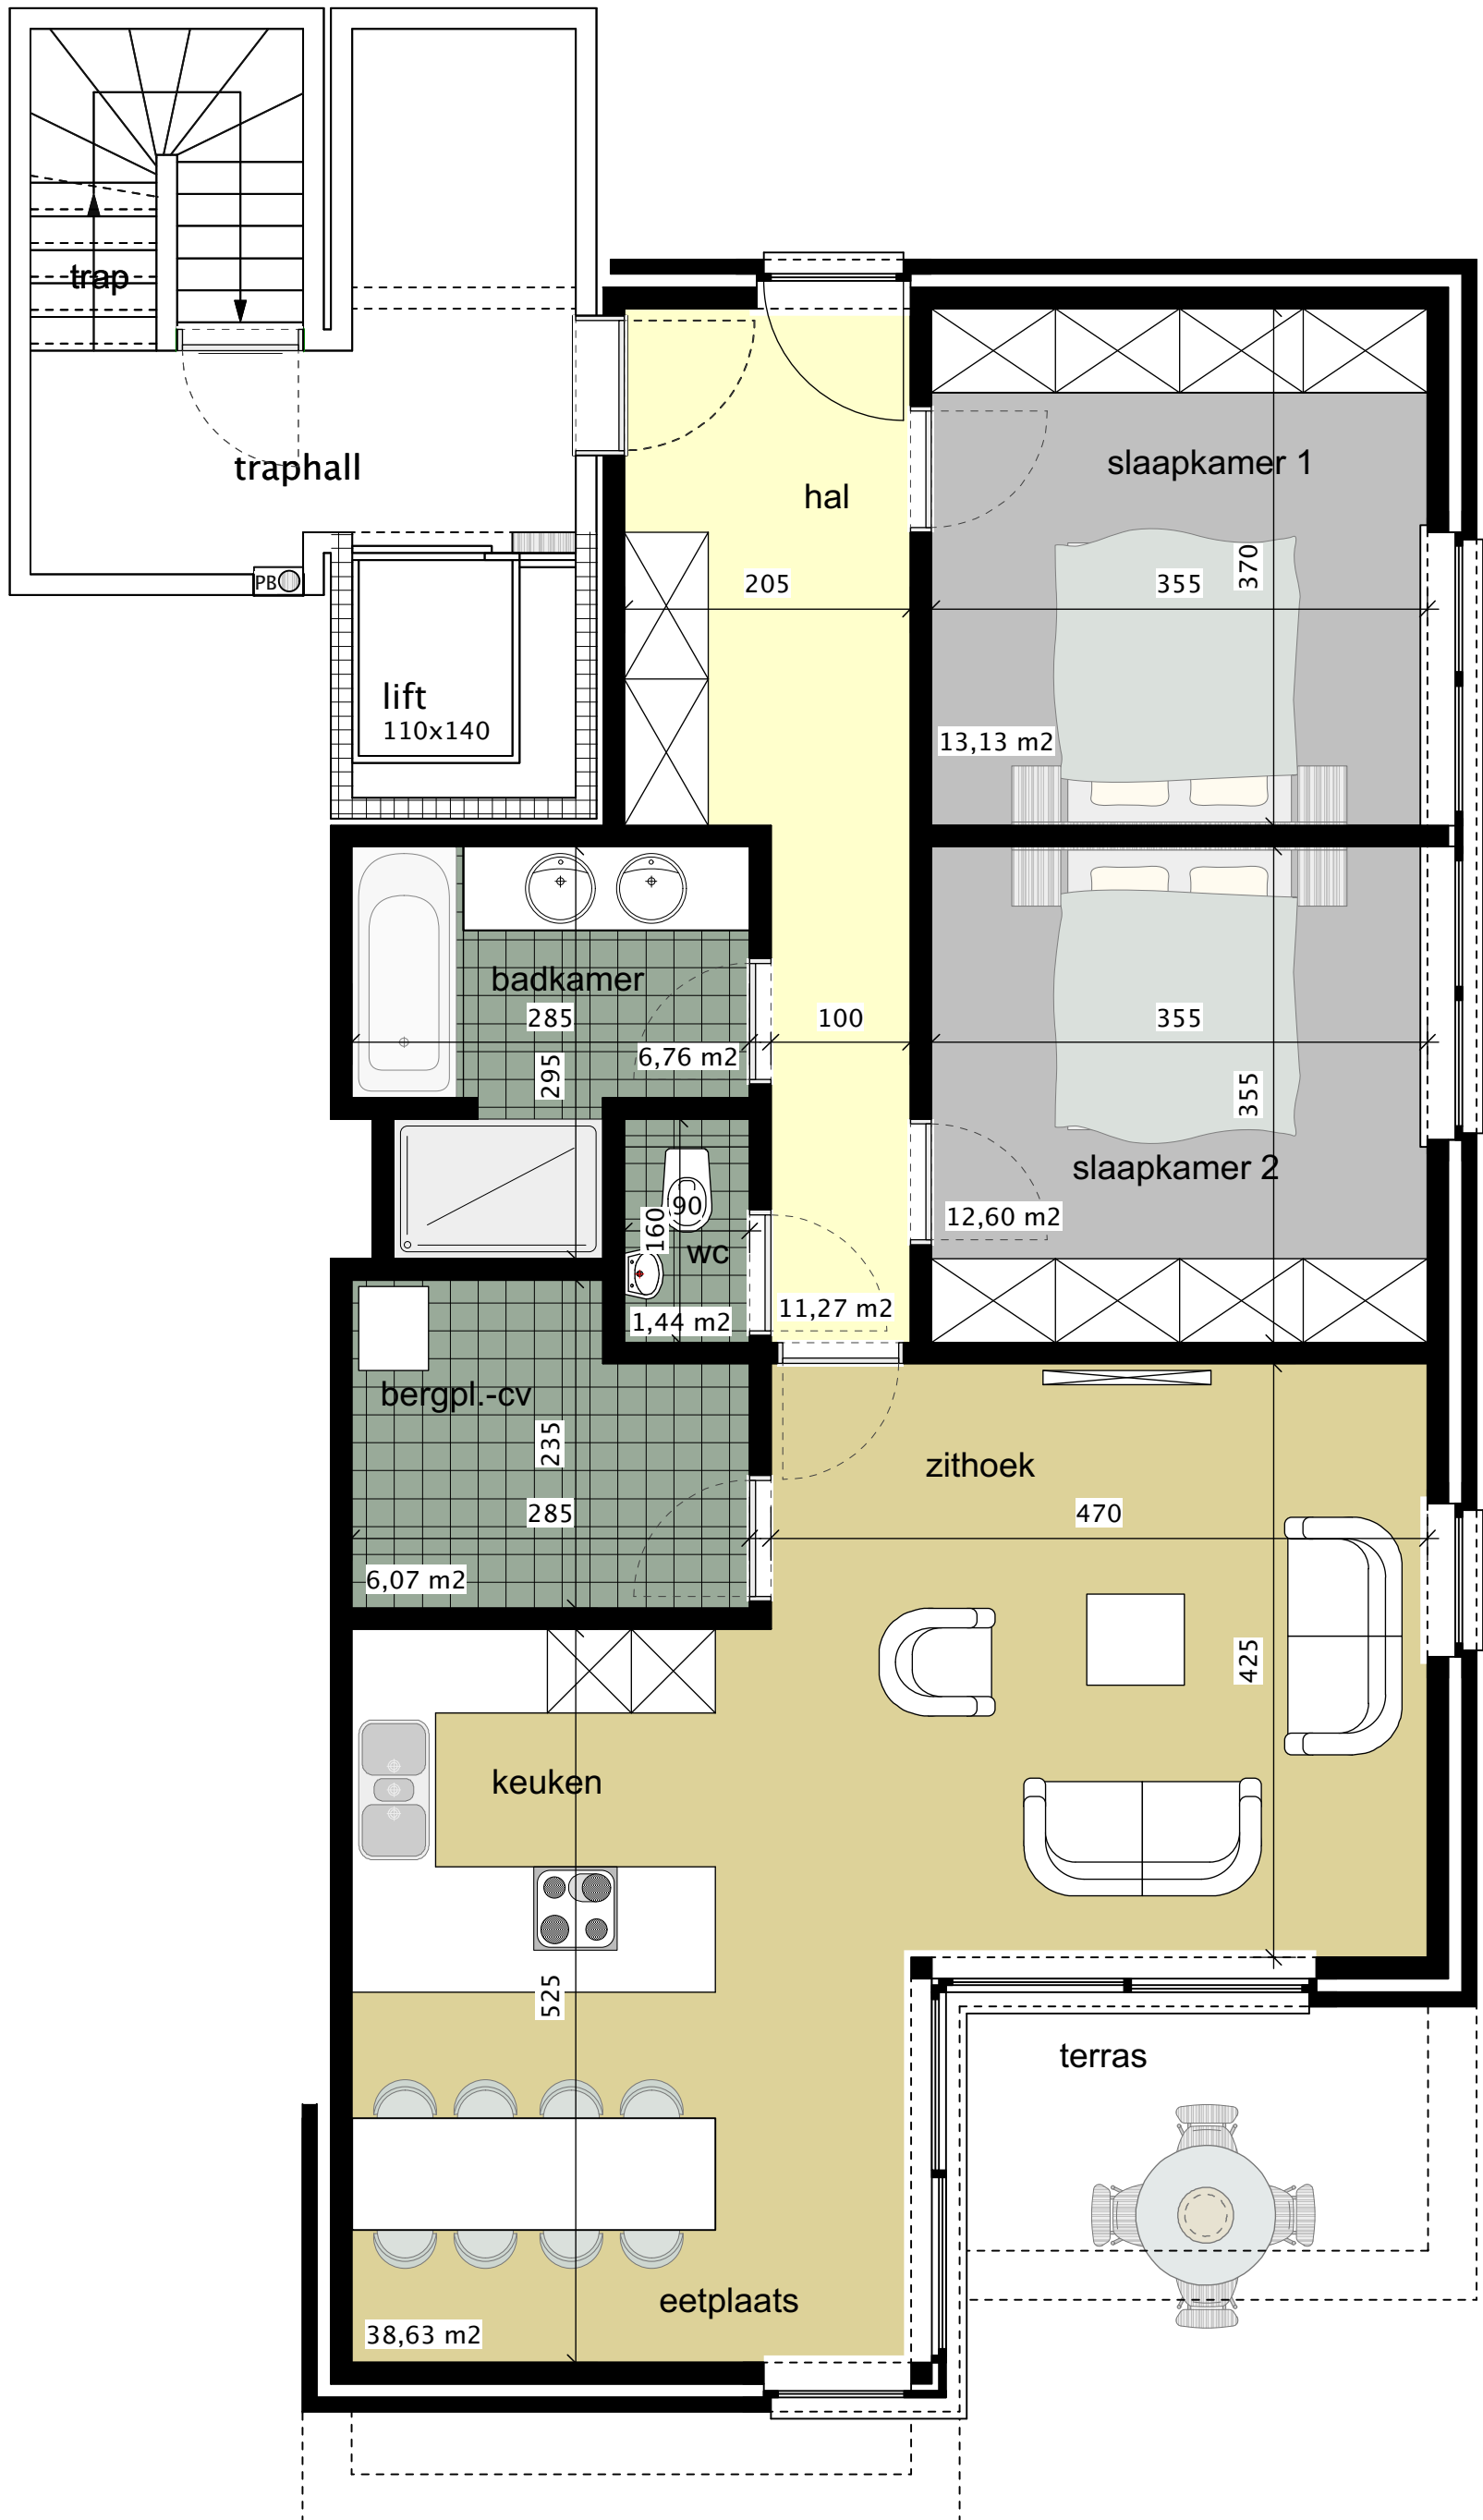 trap
traphall
hal
slaapkamer 1
PB
205
370
355
lift
110x140
13,13 m2
badkamer
285
100
355
295
6,76 m2
355
slaapkamer 2
90
160
wc
12,60 m2
1,44 m2
11,27 m2
bergpl.-cv
235
zithoek
285
470
6,07 m2
425
keuken
525
terras
eetplaats
38,63 m2